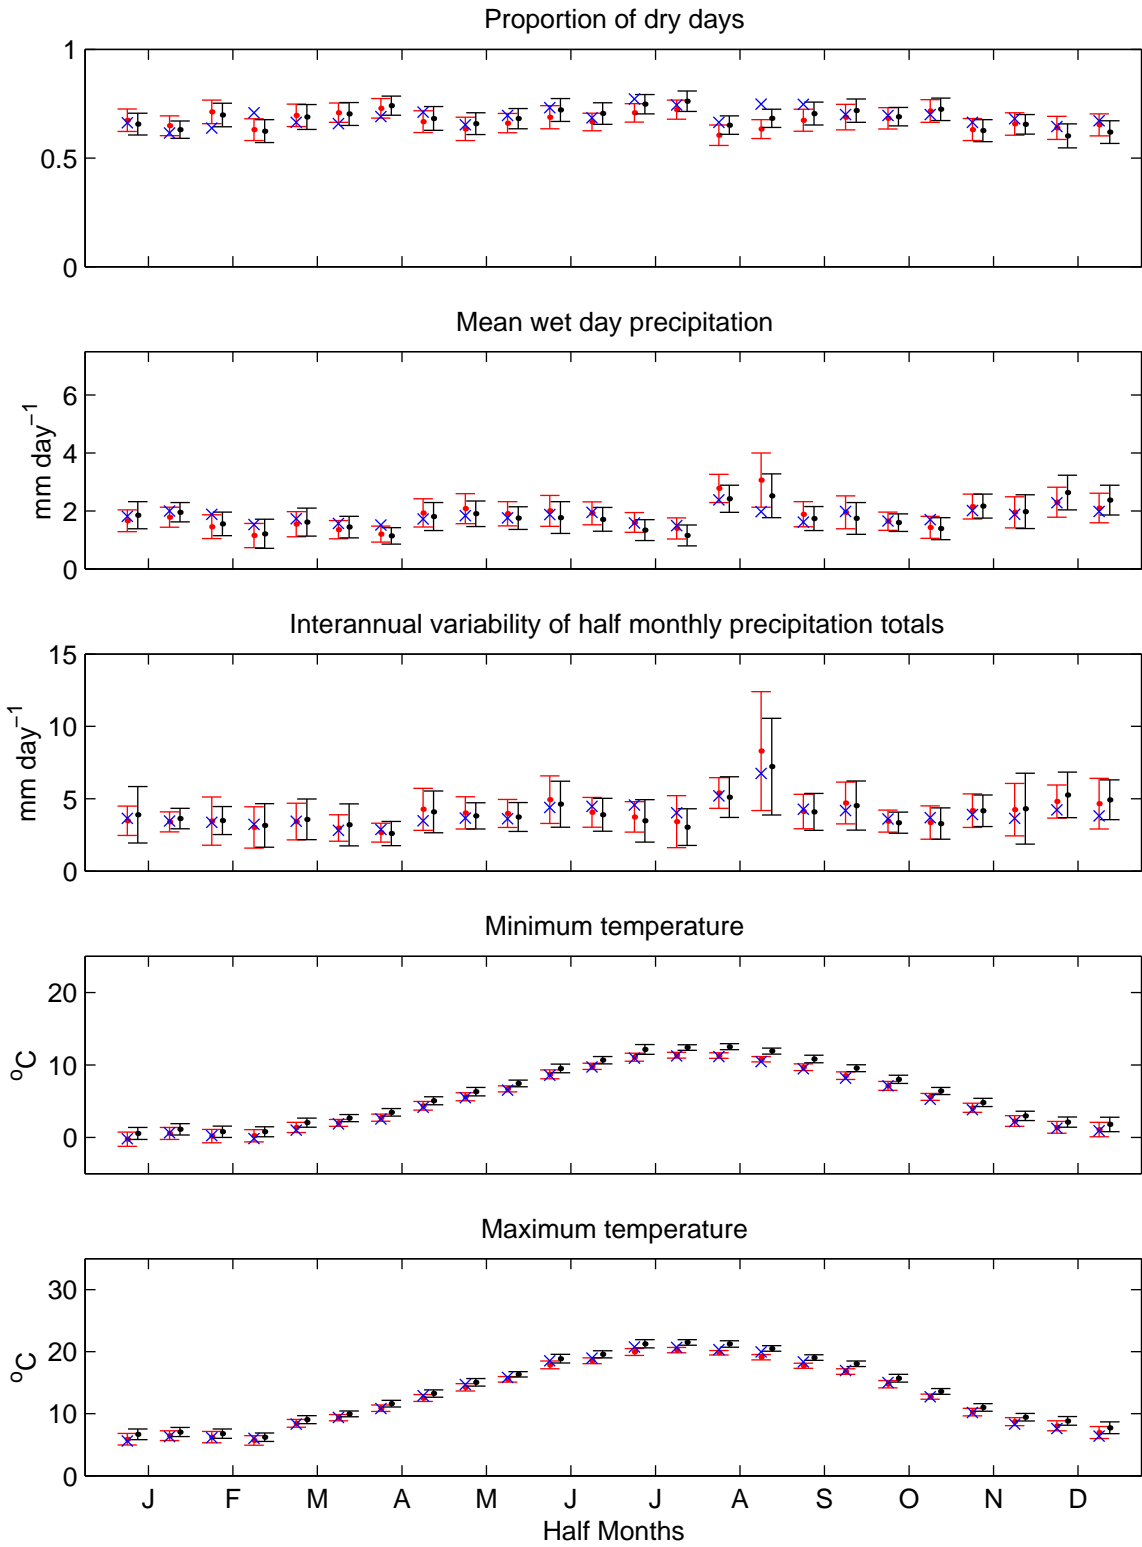 Proportion of dry days
1
0.5
0
Mean wet day precipitation
6
4
2
0
mm day⁻¹
Interannual variability of half monthly precipitation totals
15
10
5
0
mm day⁻¹
Minimum temperature
20
10
0
ºC
Maximum temperature
30
20
10
0
ºC
J F M A M J J A S O N D
Half Months